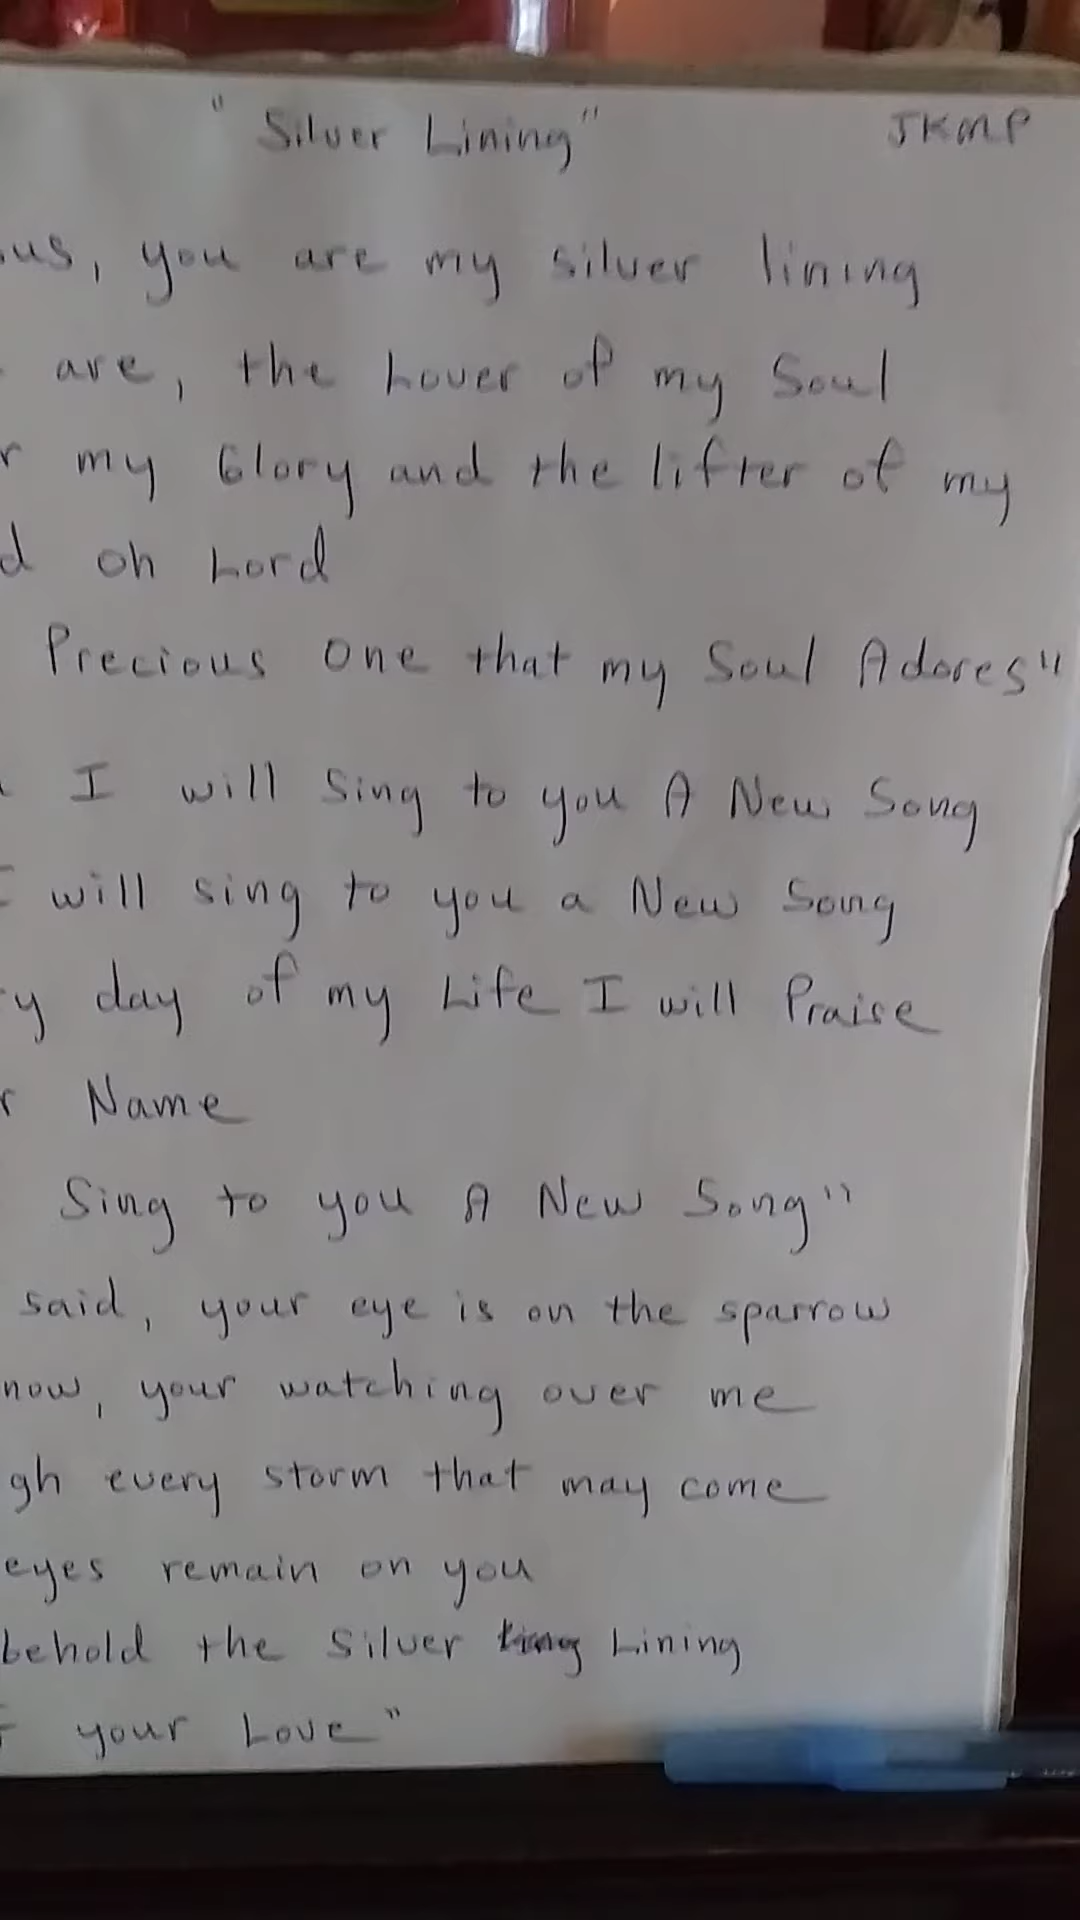 "Silver Lining"
JKMP
us, you are my silver lining
are, the Lover of my Soul
r my Glory and the lifter of my
d oh Lord
Precious One that my Soul Adores"
I will Sing to you A New Song
will sing to you a New Song
y day of my Life I will Praise
r Name
Sing to you A New Song"
said, your eye is on the sparrow
now, your watching over me
gh every storm that may come
eyes remain on you
behold the Silver Lining
your Love"